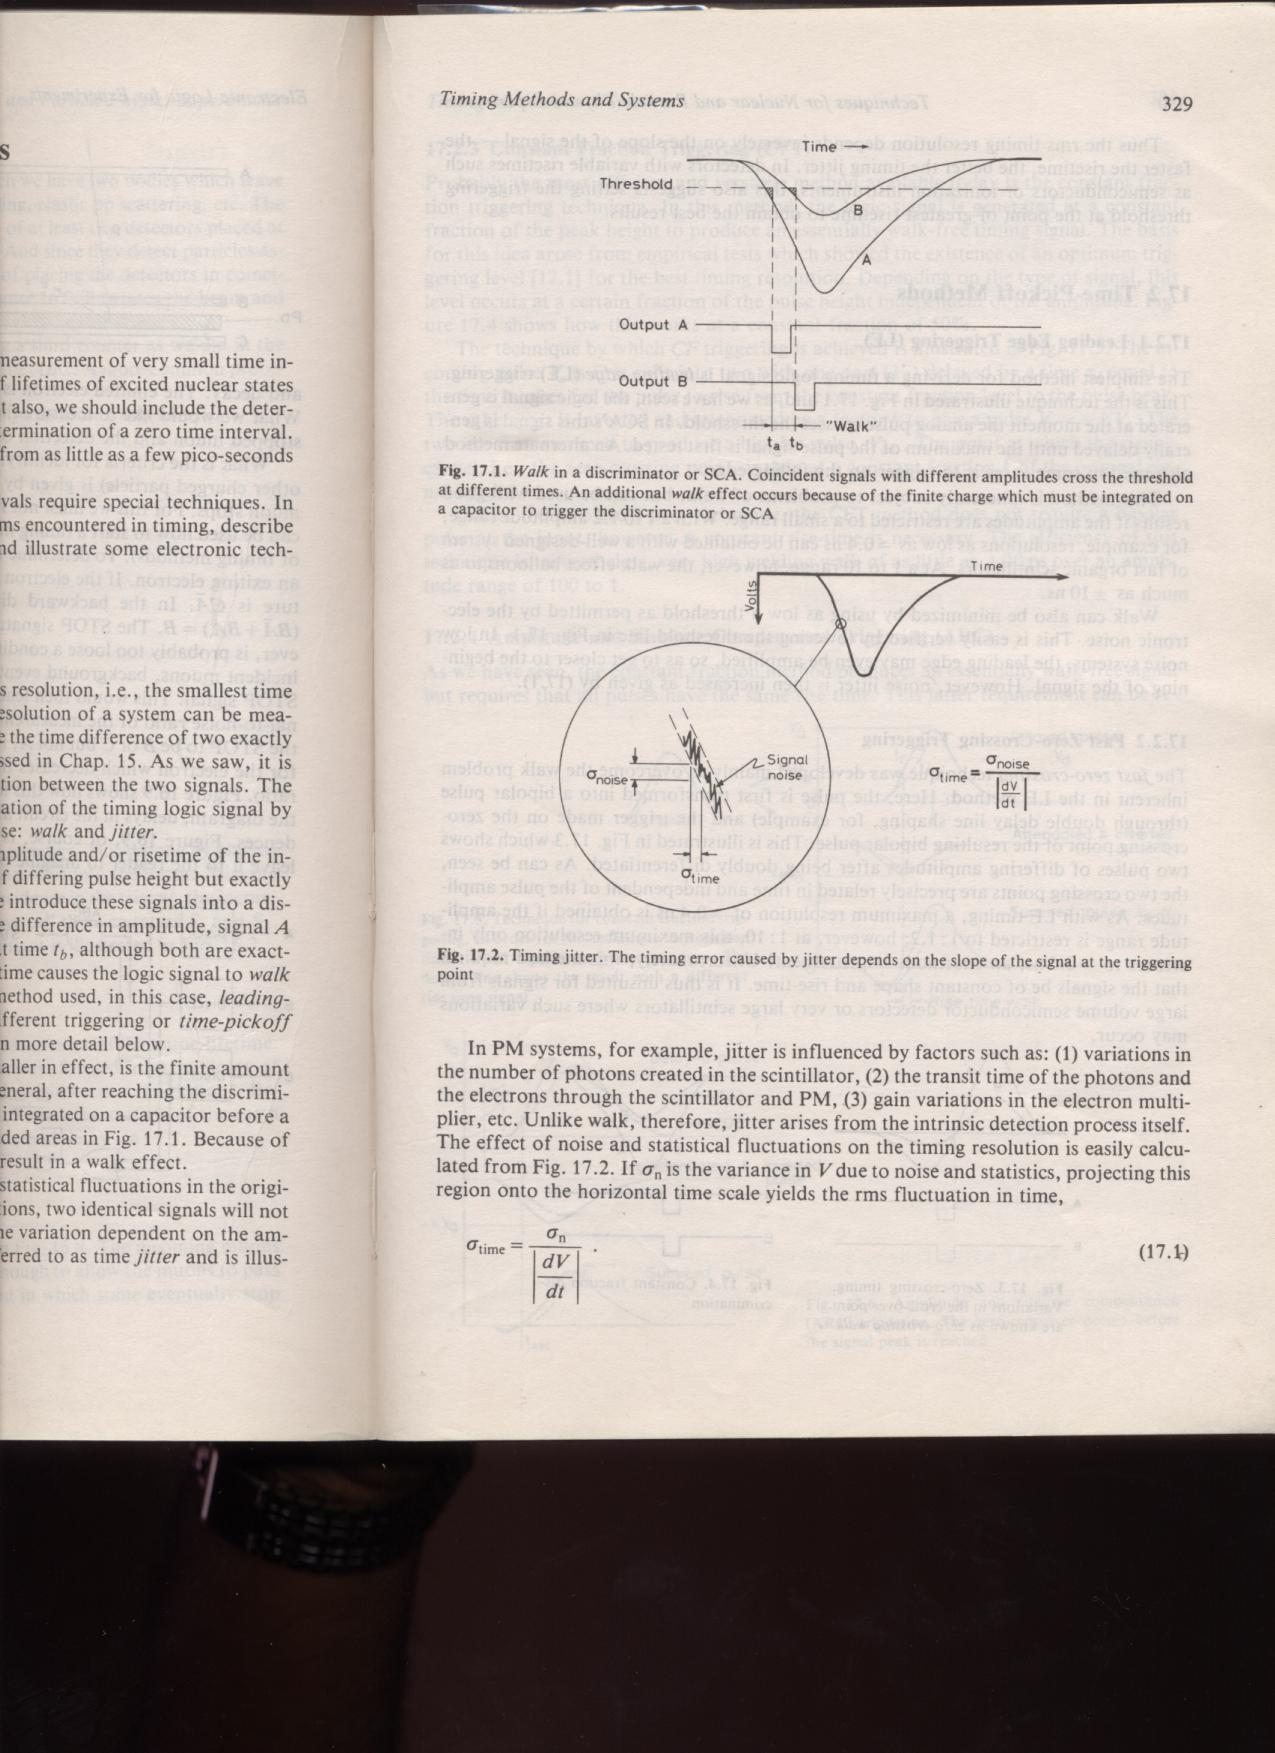 s
measurement of very small time in-
f lifetimes of excited nuclear states
t also, we should include the deter-
ermination of a zero time interval.
from as little as a few pico-seconds
vals require special techniques. In
ms encountered in timing, describe
nd illustrate some electronic tech-
s resolution, i.e., the smallest time
esolution of a system can be mea-
e the time difference of two exactly
ssed in Chap. 15. As we saw, it is
tion between the two signals. The
ation of the timing logic signal by
se: walk and jitter.
nplitude and/or risetime of the in-
f differing pulse height but exactly
e introduce these signals into a dis-
e difference in amplitude, signal A
t time t_b, although both are exact-
time causes the logic signal to walk
nethod used, in this case, leading-
fferent triggering or time-pickoff
n more detail below.
aller in effect, is the finite amount
eneral, after reaching the discrimi-
integrated on a capacitor before a
ded areas in Fig. 17.1. Because of
result in a walk effect.
statistical fluctuations in the origi-
ions, two identical signals will not
ne variation dependent on the am-
erred to as time jitter and is illus-
Timing Methods and Systems 329
Time →
Threshold
B
A
Output A
Output B
"Walk"
t_a t_b
Fig. 17.1. Walk in a discriminator or SCA. Coincident signals with different amplitudes cross the threshold
at different times. An additional walk effect occurs because of the finite charge which must be integrated on
a capacitor to trigger the discriminator or SCA
Time
Volts
Signal
noise
σnoise
σtime
σtime = σnoise / |dV/dt|
Fig. 17.2. Timing jitter. The timing error caused by jitter depends on the slope of the signal at the triggering
point
In PM systems, for example, jitter is influenced by factors such as: (1) variations in
the number of photons created in the scintillator, (2) the transit time of the photons and
the electrons through the scintillator and PM, (3) gain variations in the electron multi-
plier, etc. Unlike walk, therefore, jitter arises from the intrinsic detection process itself.
The effect of noise and statistical fluctuations on the timing resolution is easily calcu-
lated from Fig. 17.2. If σn is the variance in V due to noise and statistics, projecting this
region onto the horizontal time scale yields the rms fluctuation in time,
σtime = σn / |dV/dt| . (17.1)